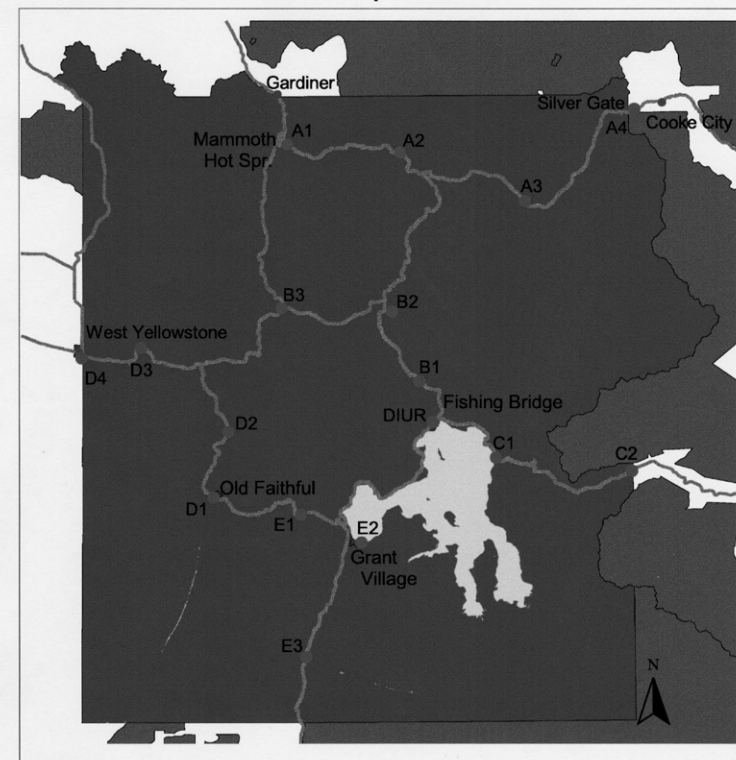 Gardiner
Silver Gate
Cooke City
A4
Mammoth
Hot Spr.
A1
A2
A3
B3
B2
West Yellowstone
D4
D3
B1
Fishing Bridge
DIUR
D2
C1
C2
Old Faithful
D1
E1
E2
Grant
Village
E3
N